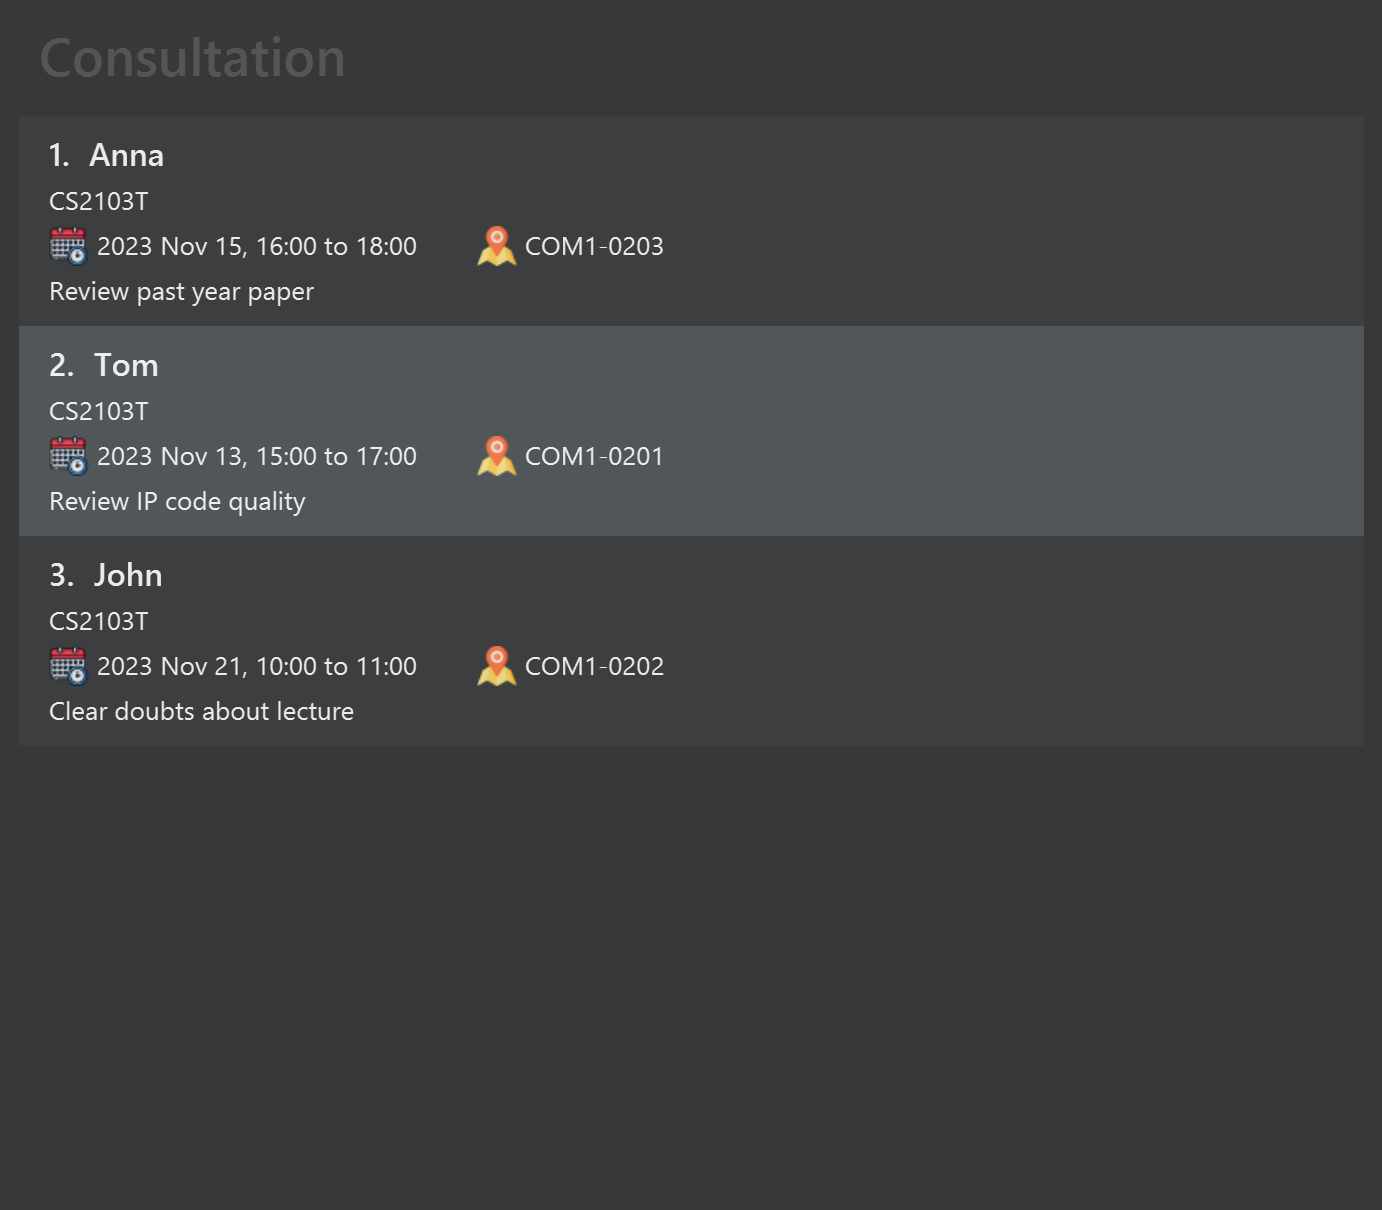 Consultation
1. Anna
CS2103T
2023 Nov 15, 16:00 to 18:00 COM1-0203
Review past year paper
2. Tom
CS2103T
2023 Nov 13, 15:00 to 17:00 COM1-0201
Review IP code quality
3. John
CS2103T
2023 Nov 21, 10:00 to 11:00 COM1-0202
Clear doubts about lecture